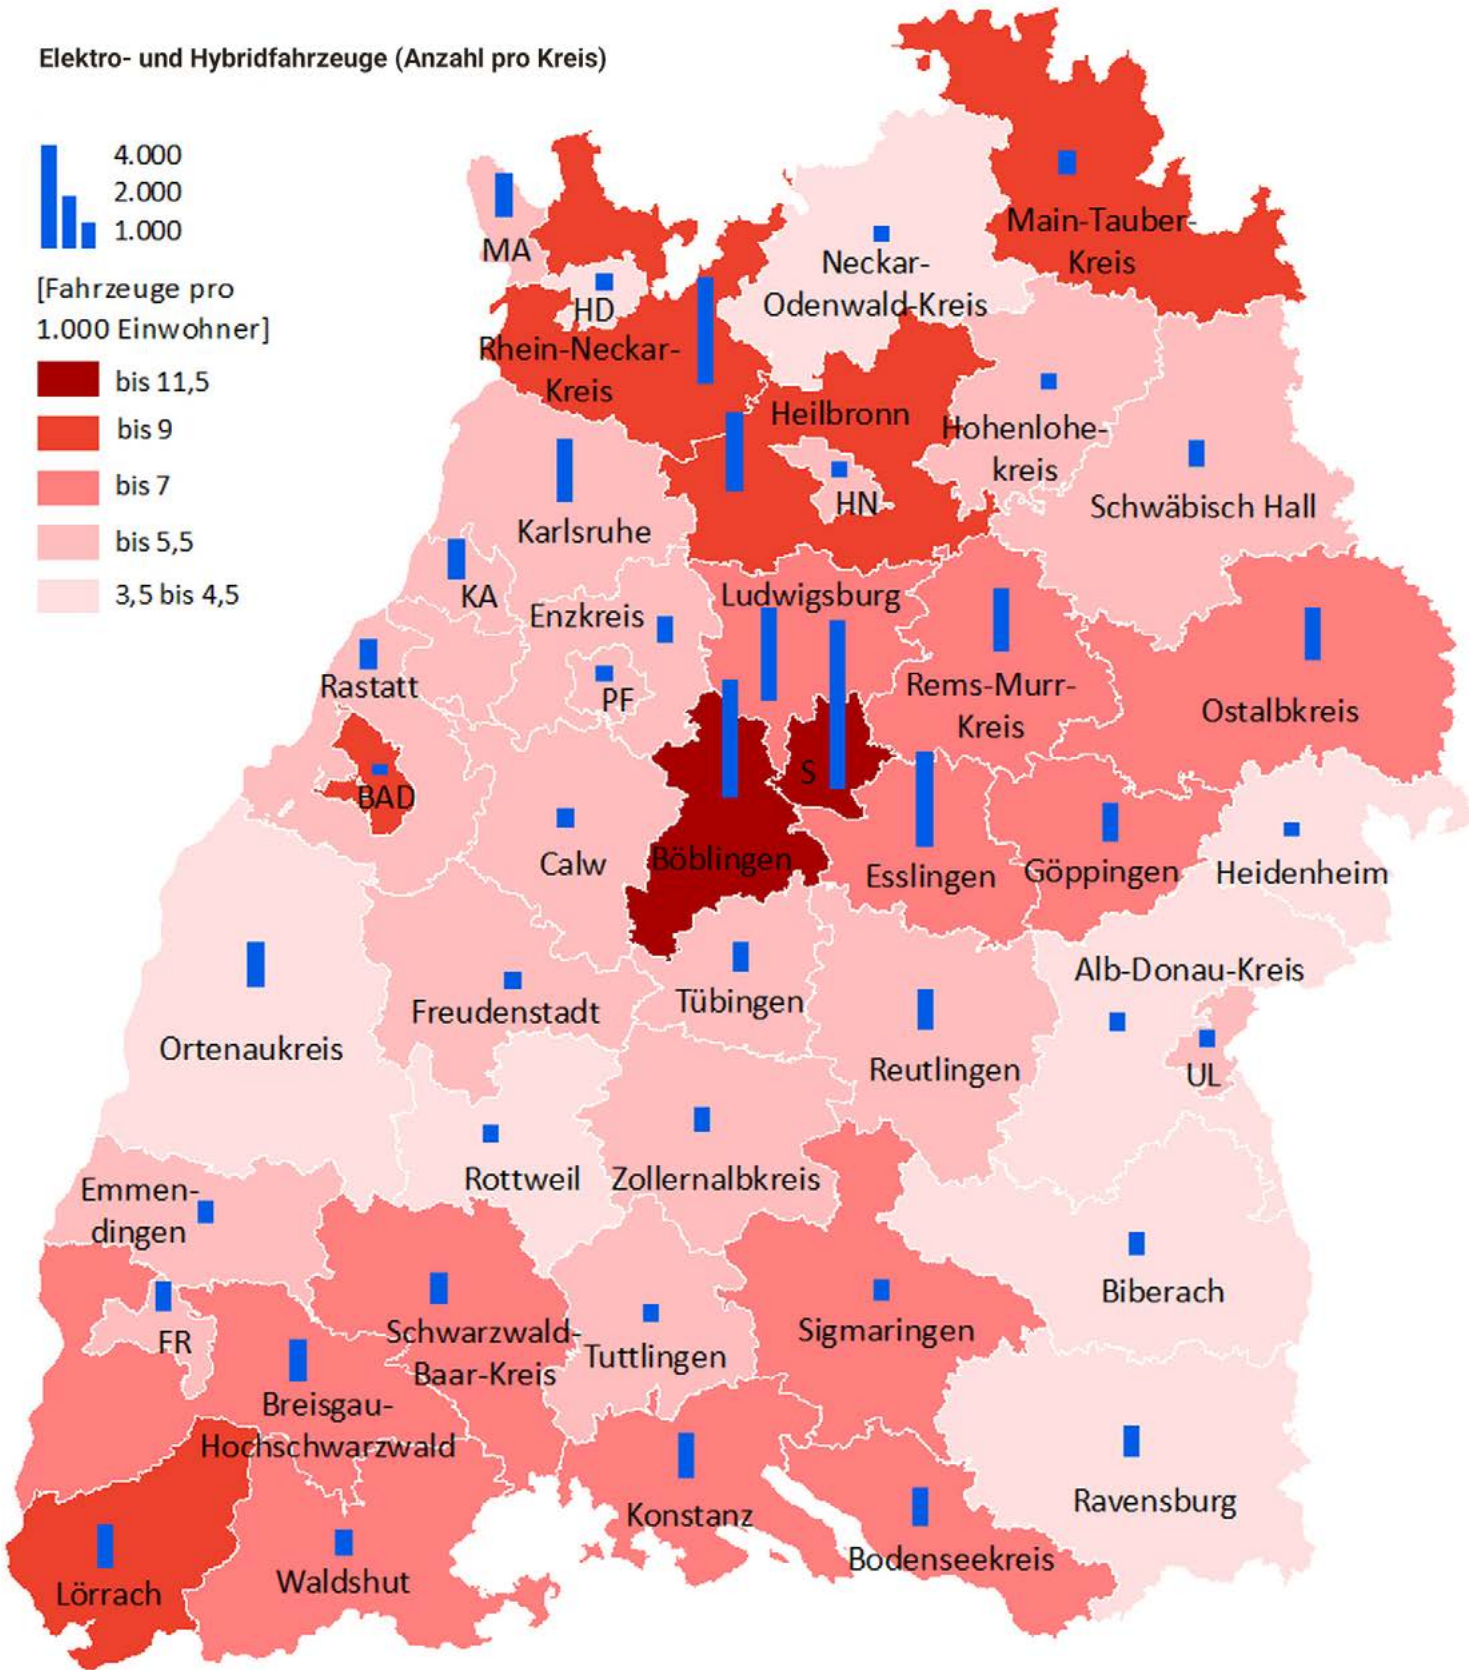 Elektro- und Hybridfahrzeuge (Anzahl pro Kreis)
4.000
2.000
1.000
[Fahrzeuge pro
1.000 Einwohner]
bis 11,5
bis 9
bis 7
bis 5,5
3,5 bis 4,5
MA
HD
Rhein-Neckar-
Kreis
Neckar-
Odenwald-Kreis
Main-Tauber-
Kreis
Heilbronn
HN
Hohenlohe-
kreis
Schwäbisch Hall
Karlsruhe
KA
Enzkreis
PF
Rastatt
BAD
Ludwigsburg
Rems-Murr-
Kreis
Ostalbkreis
Calw
Böblingen
S
Esslingen
Göppingen
Heidenheim
Ortenaukreis
Freudenstadt
Tübingen
Reutlingen
Alb-Donau-Kreis
UL
Rottweil
Zollernalbkreis
Emmen-
dingen
FR
Breisgau-
Hochschwarzwald
Schwarzwald-
Baar-Kreis
Tuttlingen
Sigmaringen
Biberach
Lörrach
Waldshut
Konstanz
Bodenseekreis
Ravensburg